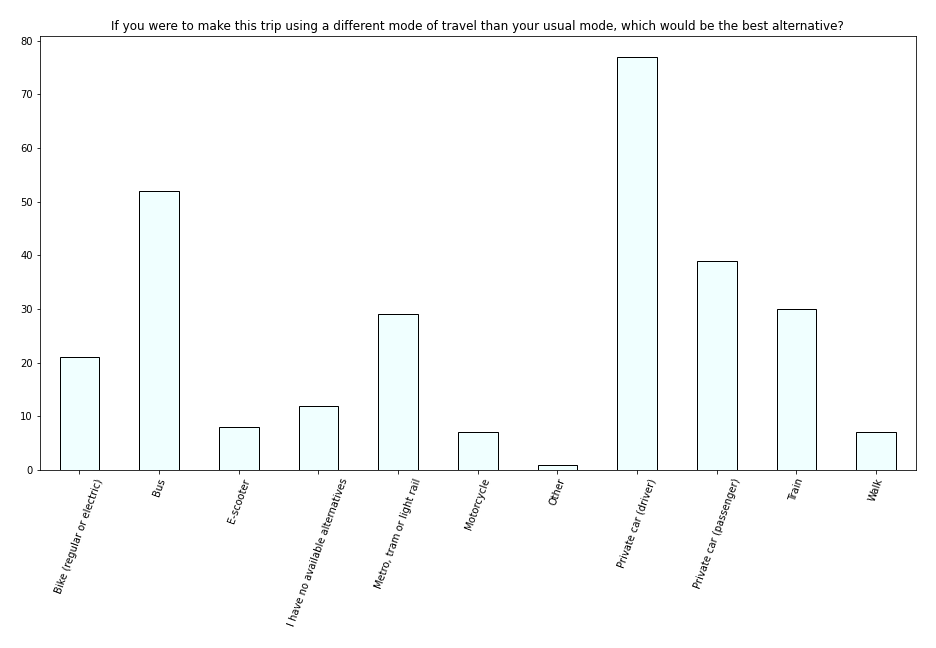 If you were to make this trip using a different mode of travel than your usual mode, which would be the best alternative?
80
70
60
50
40
30
20
10
0
Bike (regular or electric)
Bus
E-scooter
I have no available alternatives
Metro, tram or light rail
Motorcycle
Other
Private car (driver)
Private car (passenger)
Train
Walk